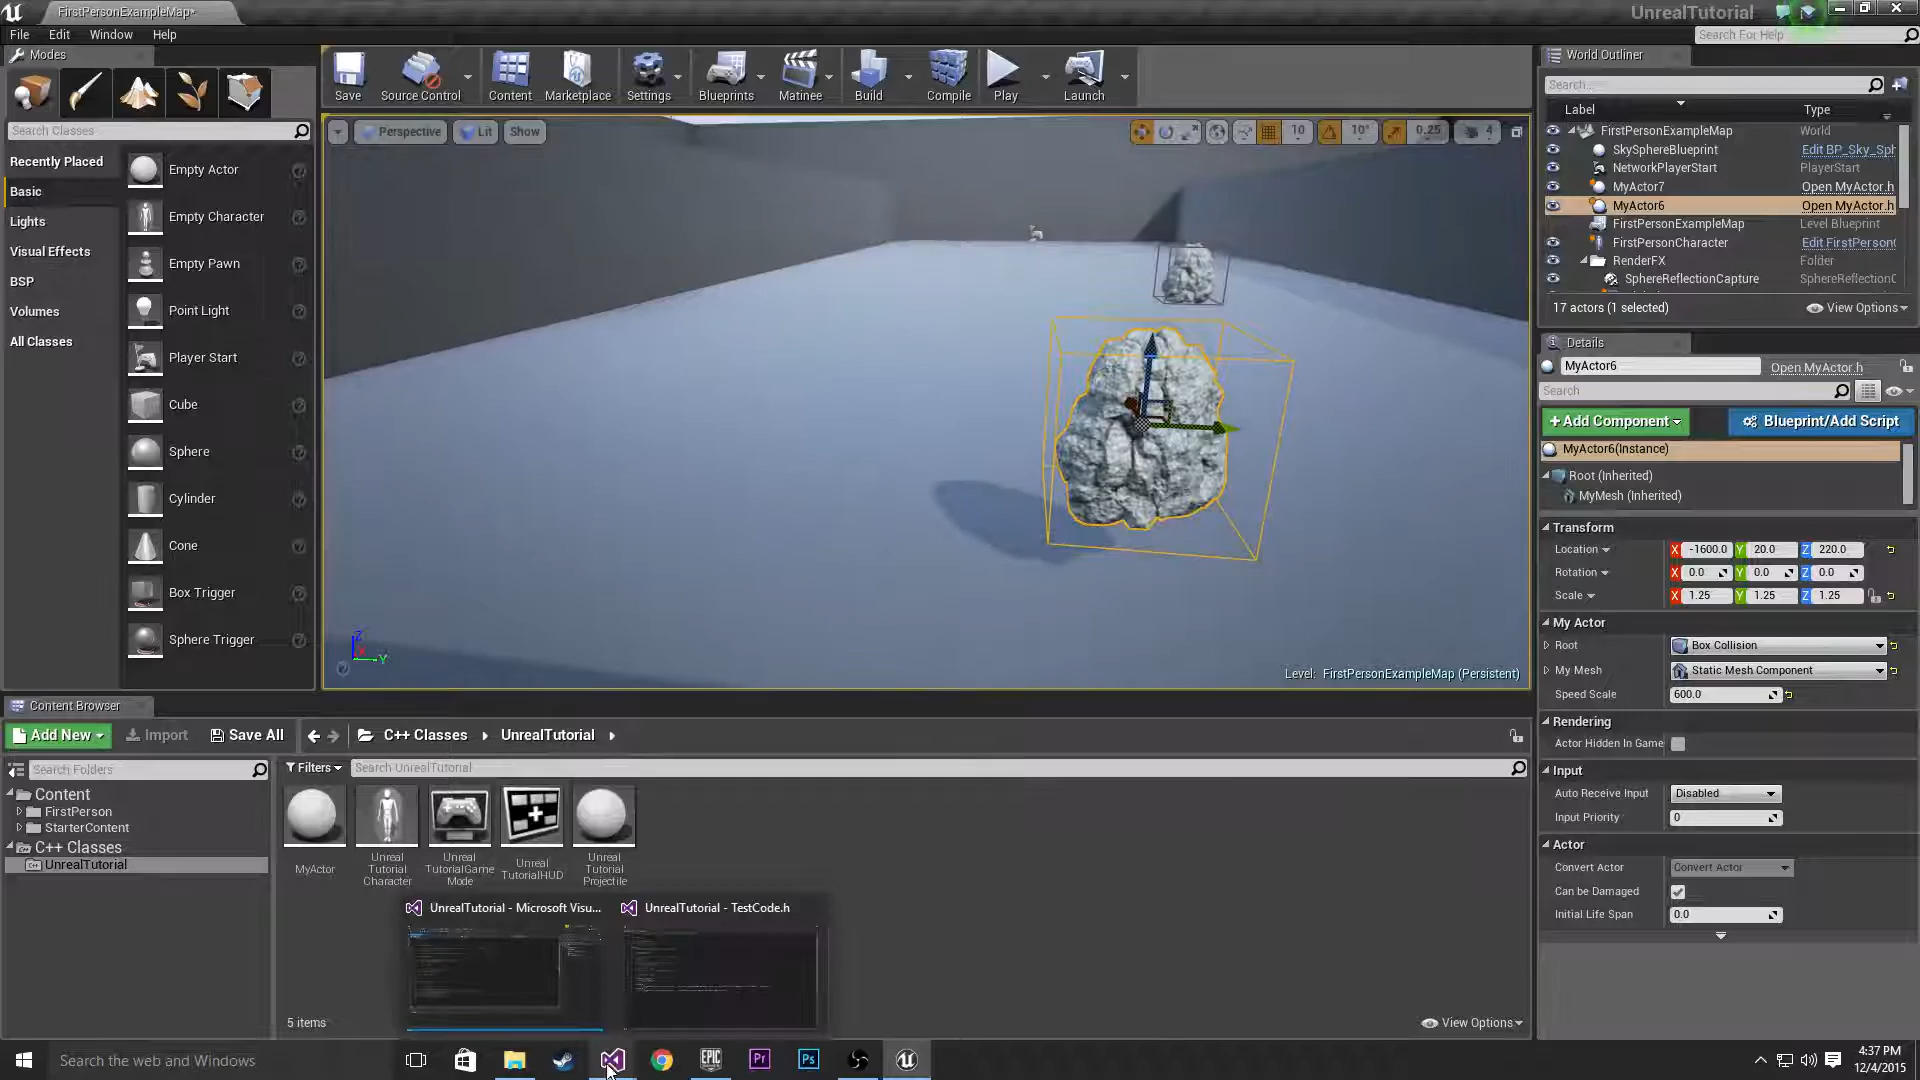 FirstPersonExampleMap*
UnrealTutorial
File Edit Window Help
Search For Help
Modes
Save Source Control Content Marketplace Settings Blueprints Matinee Build Compile Play Launch
Search Classes
Recently Placed
Basic
Lights
Visual Effects
BSP
Volumes
All Classes
Empty Actor
Empty Character
Empty Pawn
Point Light
Player Start
Cube
Sphere
Cylinder
Cone
Box Trigger
Sphere Trigger
Perspective Lit Show
10 10° 0.25 4
Z
Y
Level: FirstPersonExampleMap (Persistent)
World Outliner
Search...
Label Type
FirstPersonExampleMap World
SkySphereBlueprint Edit BP_Sky_Sph
NetworkPlayerStart PlayerStart
MyActor7 Open MyActor.h
MyActor6 Open MyActor.h
FirstPersonExampleMap Level Blueprint
FirstPersonCharacter Edit FirstPerson
RenderFX Folder
SphereReflectionCapture SphereReflectionC
17 actors (1 selected) View Options
Details
MyActor6 Open MyActor.h
Search
+Add Component Blueprint/Add Script
MyActor6(Instance)
Root (Inherited)
MyMesh (Inherited)
Transform
Location X -1600.0 Y 20.0 Z 220.0
Rotation X 0.0 Y 0.0 Z 0.0
Scale X 1.25 Y 1.25 Z 1.25
My Actor
Root Box Collision
My Mesh Static Mesh Component
Speed Scale 600.0
Rendering
Actor Hidden In Game
Input
Auto Receive Input Disabled
Input Priority 0
Actor
Convert Actor Convert Actor
Can be Damaged
Initial Life Span 0.0
Content Browser
Add New Import Save All C++ Classes UnrealTutorial
Search Folders
Filters Search UnrealTutorial
Content
FirstPerson
StarterContent
C++ Classes
UnrealTutorial
MyActor
Unreal Tutorial Character
Unreal TutorialGame Mode
Unreal TutorialHUD
Unreal Tutorial Projectile
UnrealTutorial - Microsoft Visu...
UnrealTutorial - TestCode.h
5 items
View Options
Search the web and Windows
EPIC GAMES
Pr
Ps
4:37 PM
12/4/2015